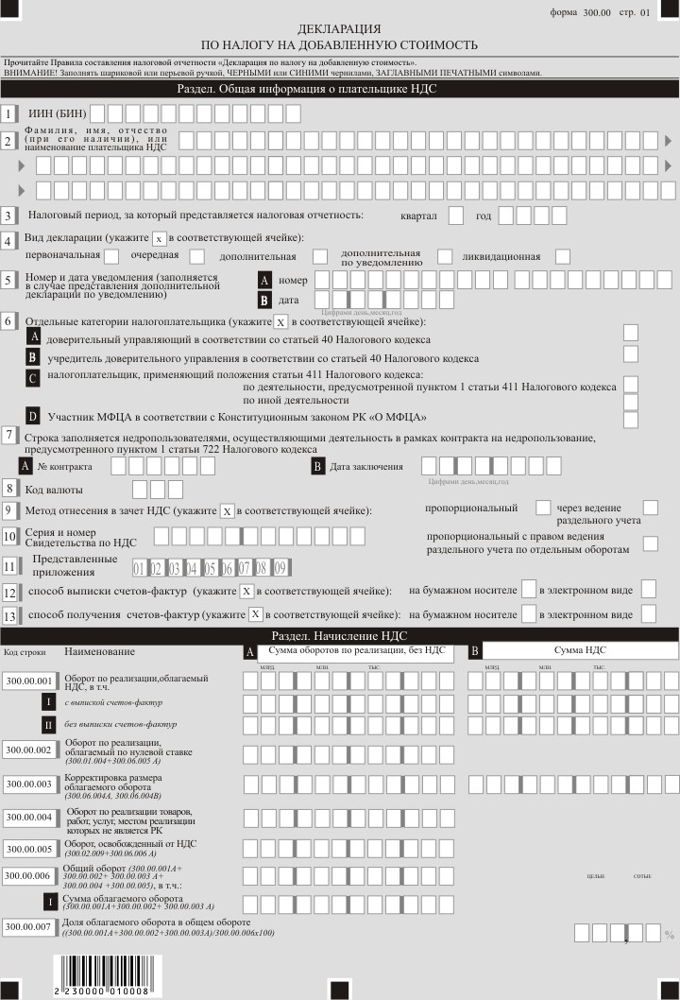 форма 300.00 стр. 01
ДЕКЛАРАЦИЯ
ПО НАЛОГУ НА ДОБАВЛЕННУЮ СТОИМОСТЬ
Прочитайте Правила составления налоговой отчетности «Декларация по налогу на добавленную стоимость».
ВНИМАНИЕ! Заполнять шариковой или перьевой ручкой, ЧЕРНЫМИ или СИНИМИ чернилами, ЗАГЛАВНЫМИ ПЕЧАТНЫМИ символами.
Раздел. Общая информация о плательщике НДС
1 ИИН (БИН)
2 Фамилия, имя, отчество
(при его наличии), или
наименование плательщика НДС
3 Налоговый период, за который представляется налоговая отчетность: квартал год
4 Вид декларации (укажите x в соответствующей ячейке):
первоначальная очередная дополнительная дополнительная
по уведомлению ликвидационная
5 Номер и дата уведомления (заполняется
в случае представления дополнительной
декларации по уведомлению)
A номер
B дата
Цифрами день,месяц,год
6 Отдельные категории налогоплательщика (укажите X в соответствующей ячейке):
A доверительный управляющий в соответствии со статьей 40 Налогового кодекса
B учредитель доверительного управления в соответствии со статьей 40 Налогового кодекса
C налогоплательщик, применяющий положения статьи 411 Налогового кодекса:
по деятельности, предусмотренной пунктом 1 статьи 411 Налогового кодекса
по иной деятельности
D Участник МФЦА в соответствии с Конституционным законом РК «О МФЦА»
7 Строка заполняется недропользователями, осуществляющими деятельность в рамках контракта на недропользование,
предусмотренного пунктом 1 статьи 722 Налогового кодекса
A № контракта B Дата заключения
Цифрами день,месяц,год
8 Код валюты
9 Метод отнесения в зачет НДС (укажите X в соответствующей ячейке):
пропорциональный через ведение
раздельного учета
пропорциональный с правом ведения
раздельного учета по отдельным оборотам
10 Серия и номер
Свидетельства по НДС
11 Представленные
приложения
01 02 03 04 05 06 07 08 09
12 способ выписки счетов-фактур (укажите X в соответствующей ячейке): на бумажном носителе в электронном виде
13 способ получения счетов-фактур (укажите X в соответствующей ячейке): на бумажном носителе в электронном виде
Раздел. Начисление НДС
Код строки Наименование A Сумма оборотов по реализации, без НДС B Сумма НДС
млрд. млн. тыс. млрд. млн. тыс.
300.00.001 Оборот по реализации,облагаемый
НДС, в т.ч.
I с выпиской счетов-фактур
II без выписки счетов-фактур
300.00.002 Оборот по реализации,
облагаемый по нулевой ставке
(300.01.004+300.06.005 А)
300.00.003 Корректировка размера
облагаемого оборота
(300.06.004А, 300.06.004В)
300.00.004 Оборот по реализации товаров,
работ, услуг, местом реализации
которых не является РК
300.00.005 Оборот, освобожденный от НДС
(300.02.009+300.06.006 А)
300.00.006 Общий оборот (300.00.001А+
300.00.002+ 300.00.003 А+
300.00.004 +300.00.005), в т.ч.:
целые сотые
I Сумма облагаемого оборота
(300.00.001А+300.00.002+ 300.00.003 А)
300.00.007 Доля облагаемого оборота в общем обороте
((300.00.001А+300.00.002+300.00.003А)/300.00.006х100)
, %
2 230000 010008